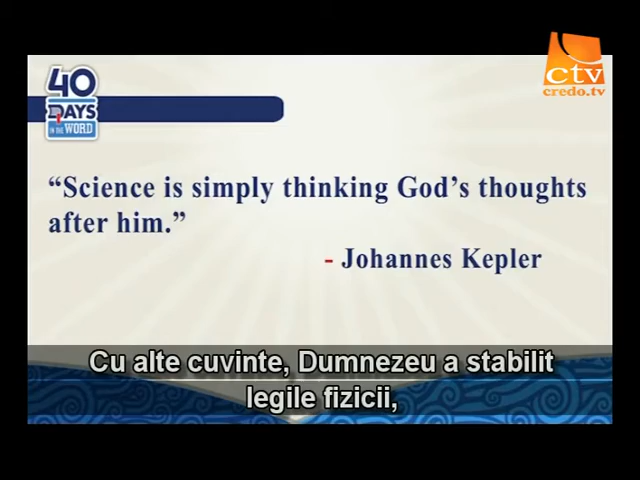 40
DAYS
IN THE WORD
ctv
credo.tv
“Science is simply thinking God’s thoughts
after him.”
- Johannes Kepler
Cu alte cuvinte, Dumnezeu a stabilit
legile fizicii,